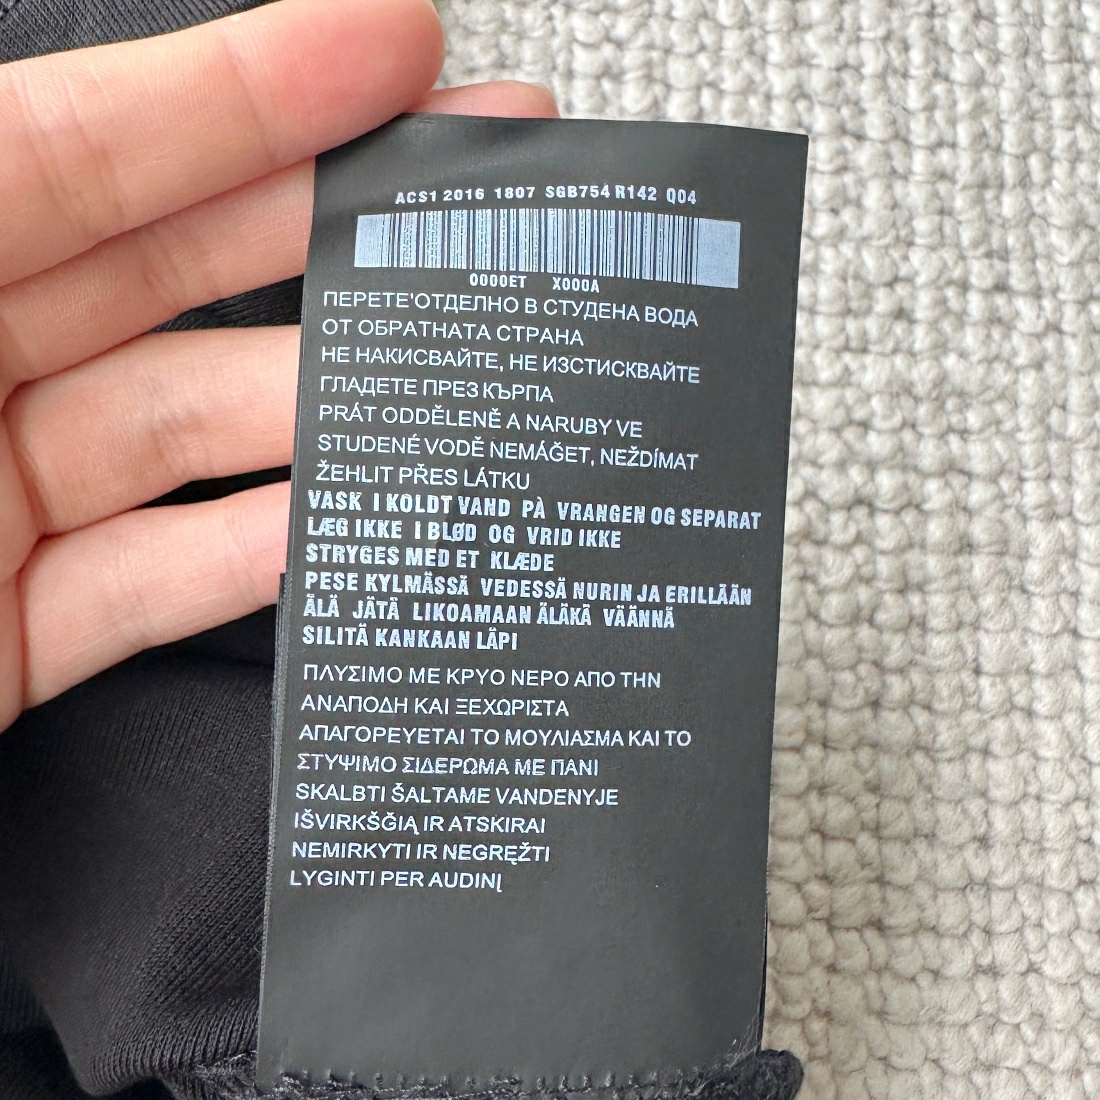 ACS1 2016 1807 SGB754 R142 Q04
0000ET X000A
ПЕРЕТЕ'ОТДЕЛНО В СТУДЕНА ВОДА
ОТ ОБРАТНАТА СТРАНА
НЕ НАКИСВАЙТЕ, НЕ ИЗСТИСКВАЙТЕ
ГЛАДЕТЕ ПРЕЗ КЪРПА
PRÁT ODDĚLENĚ A NARUBY VE
STUDENÉ VODĚ NEMÁĞET, NEŽDÍMAT
ŽEHLIT PŘES LÁTKU
VASK I KOLDT VAND PÀ VRANGEN OG SEPARAT
LÆG IKKE I BLØD OG VRID IKKE
STRYGES MED ET KLÆDE
PESE KYLMÄSSÄ VEDESSÄ NURIN JA ERILLÄÄN
ÄLÄ JÄTÄ LIKOAMAAN ÄLÄKÄ VÄÄNNÄ
SILITÄ KANKAAN LÄPI
ΠΛΥΣΙΜΟ ΜΕ ΚΡΥΟ ΝΕΡΟ ΑΠΟ ΤΗΝ
ΑΝΑΠΟΔΗ ΚΑΙ ΞΕΧΩΡΙΣΤΑ
ΑΠΑΓΟΡΕΥΕΤΑΙ ΤΟ ΜΟΥΛΙΑΣΜΑ ΚΑΙ ΤΟ
ΣΤΥΨΙΜΟ ΣΙΔΕΡΩΜΑ ΜΕ ΠΑΝΙ
SKALBTI ŠALTAME VANDENYJE
IŠVIRKŠĞIĄ IR ATSKIRAI
NEMIRKYTI IR NEGRĘŽTI
LYGINTI PER AUDINĮ